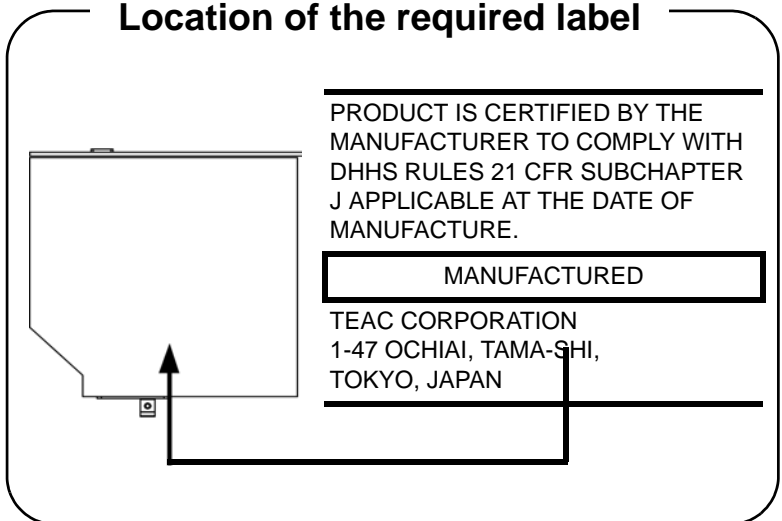 Location of the required label
PRODUCT IS CERTIFIED BY THE
MANUFACTURER TO COMPLY WITH
DHHS RULES 21 CFR SUBCHAPTER
J APPLICABLE AT THE DATE OF
MANUFACTURE.
MANUFACTURED
TEAC CORPORATION
1-47 OCHIAI, TAMA-SHI,
TOKYO, JAPAN